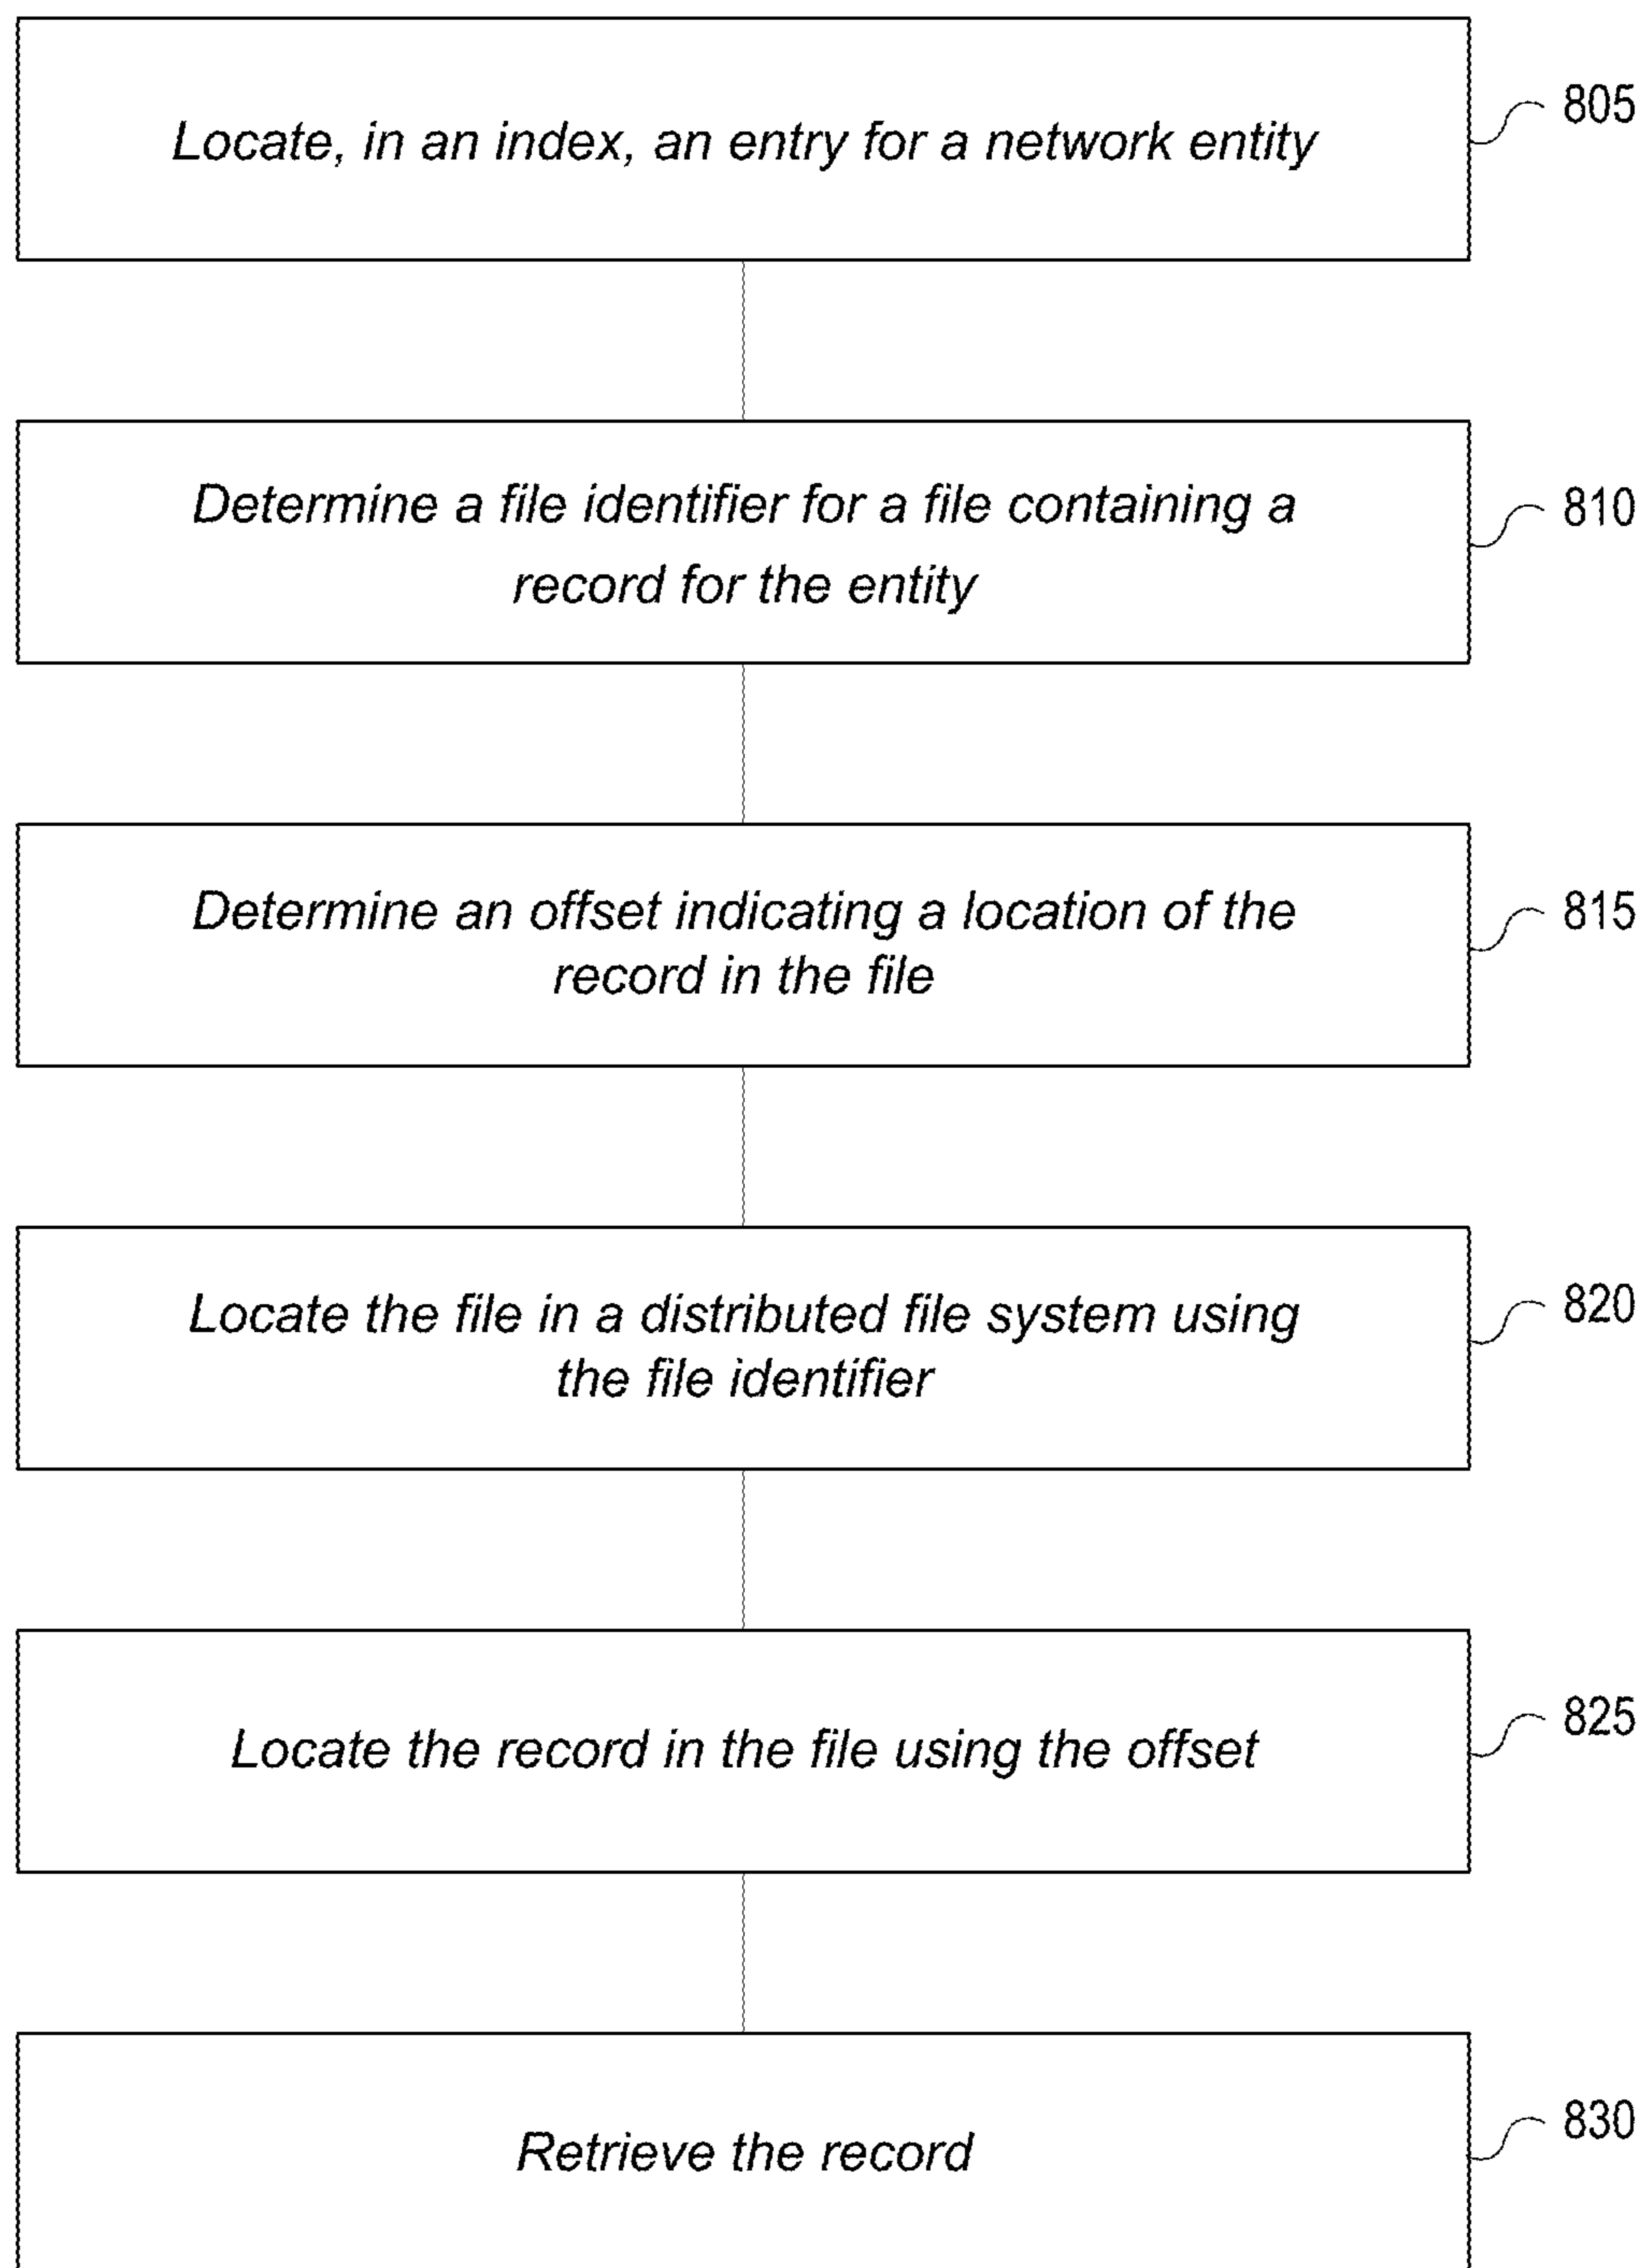 Locate, in an index, an entry for a network entity
805
Determine a file identifier for a file containing a
record for the entity
810
Determine an offset indicating a location of the
record in the file
815
Locate the file in a distributed file system using
the file identifier
820
Locate the record in the file using the offset
825
Retrieve the record
830